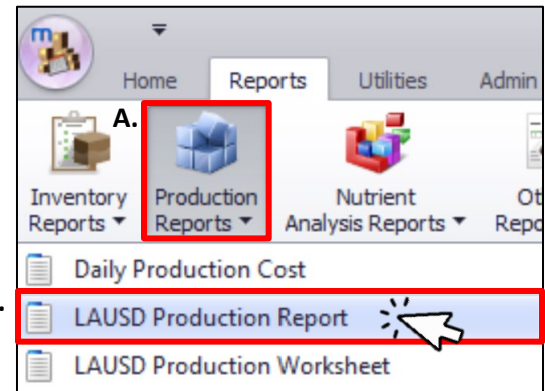 m
Home Reports Utilities Admin
A.
Inventory Reports Production Reports Nutrient Analysis Reports
Daily Production Cost
LAUSD Production Report
LAUSD Production Worksheet